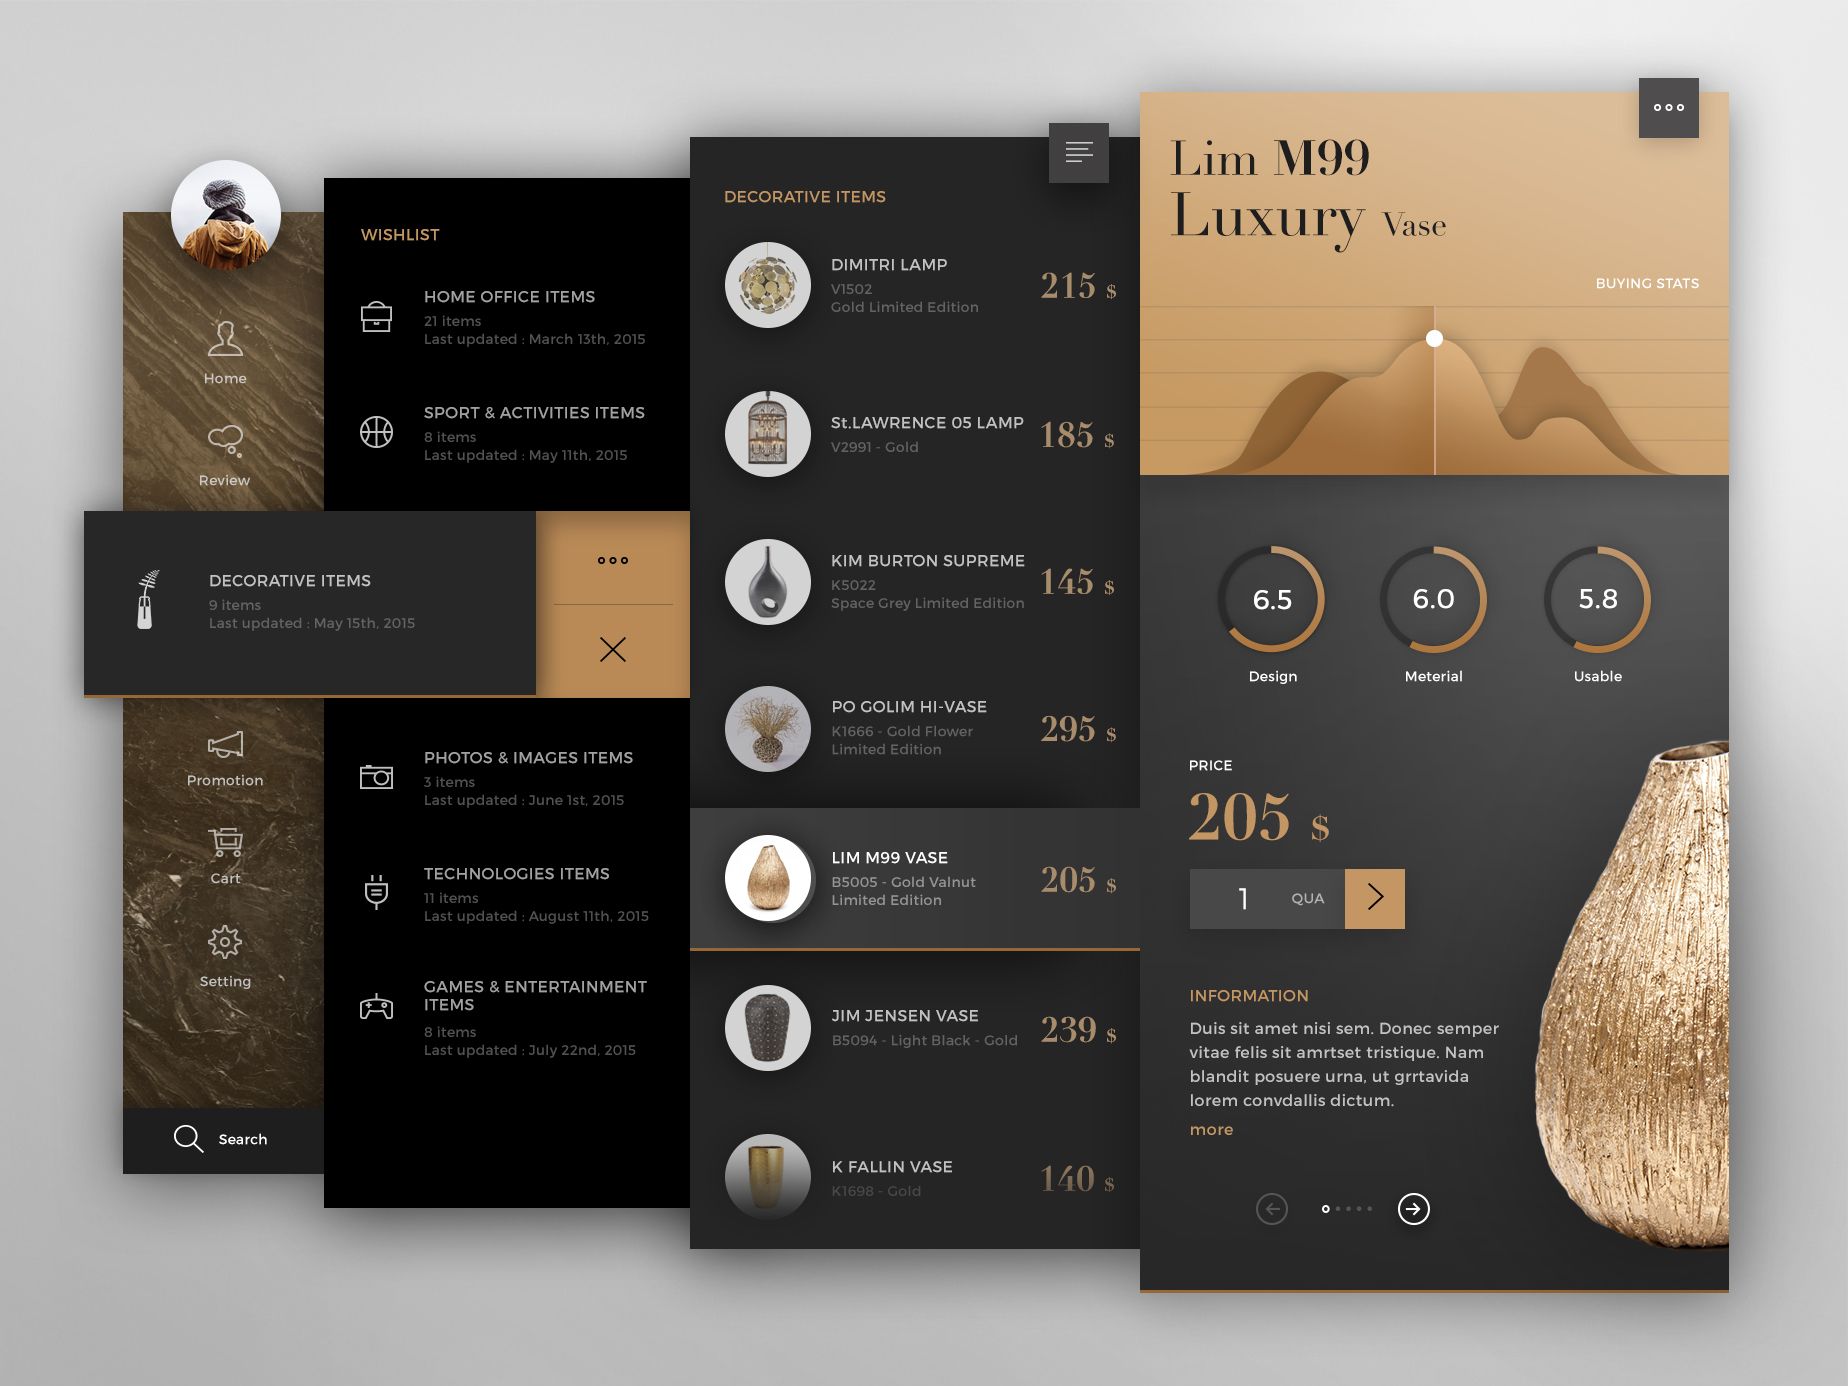 Home
Review
Promotion
Cart
Setting
Search
WISHLIST
HOME OFFICE ITEMS
21 items
Last updated : March 13th, 2015
SPORT & ACTIVITIES ITEMS
8 items
Last updated : May 11th, 2015
DECORATIVE ITEMS
9 items
Last updated : May 15th, 2015
PHOTOS & IMAGES ITEMS
3 items
Last updated : June 1st, 2015
TECHNOLOGIES ITEMS
11 items
Last updated : August 11th, 2015
GAMES & ENTERTAINMENT
ITEMS
8 items
Last updated : July 22nd, 2015
DECORATIVE ITEMS
DIMITRI LAMP
V1502
Gold Limited Edition
215 $
St.LAWRENCE 05 LAMP
V2991 - Gold
185 $
KIM BURTON SUPREME
K5022
Space Grey Limited Edition
145 $
PO GOLIM HI-VASE
K1666 - Gold Flower
Limited Edition
295 $
LIM M99 VASE
B5005 - Gold Valnut
Limited Edition
205 $
JIM JENSEN VASE
B5094 - Light Black - Gold
239 $
K FALLIN VASE
K1698 - Gold
140 $
Lim M99
Luxury Vase
BUYING STATS
6.5
Design
6.0
Meterial
5.8
Usable
PRICE
205 $
1 QUA
INFORMATION
Duis sit amet nisi sem. Donec semper
vitae felis sit amrtset tristique. Nam
blandit posuere urna, ut grrtavida
lorem convdallis dictum.
more